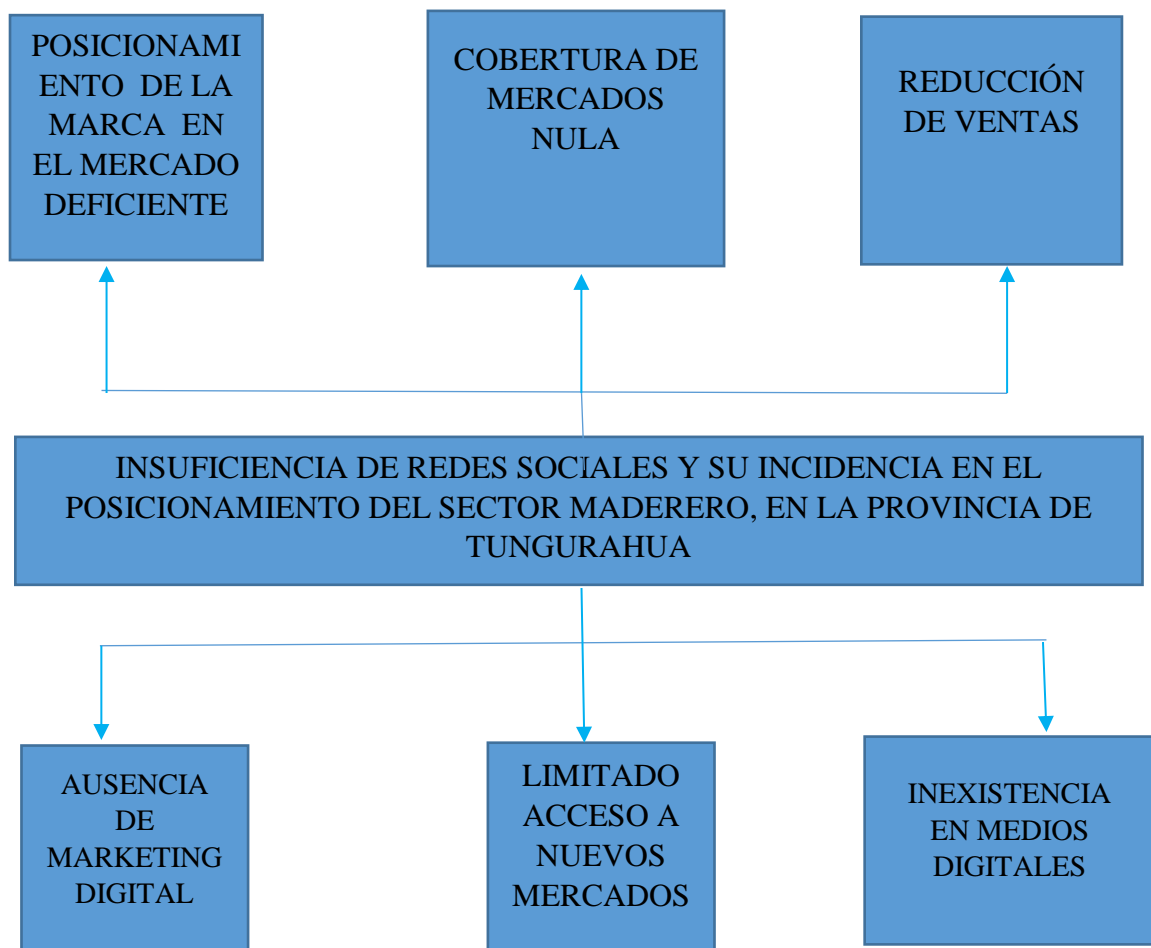 POSICIONAMI
ENTO DE LA
MARCA EN
EL MERCADO
DEFICIENTE
COBERTURA DE
MERCADOS
NULA
REDUCCIÓN
DE VENTAS
INSUFICIENCIA DE REDES SOCIALES Y SU INCIDENCIA EN EL
POSICIONAMIENTO DEL SECTOR MADERERO, EN LA PROVINCIA DE
TUNGURAHUA
AUSENCIA
DE
MARKETING
DIGITAL
LIMITADO
ACCESO A
NUEVOS
MERCADOS
INEXISTENCIA
EN MEDIOS
DIGITALES